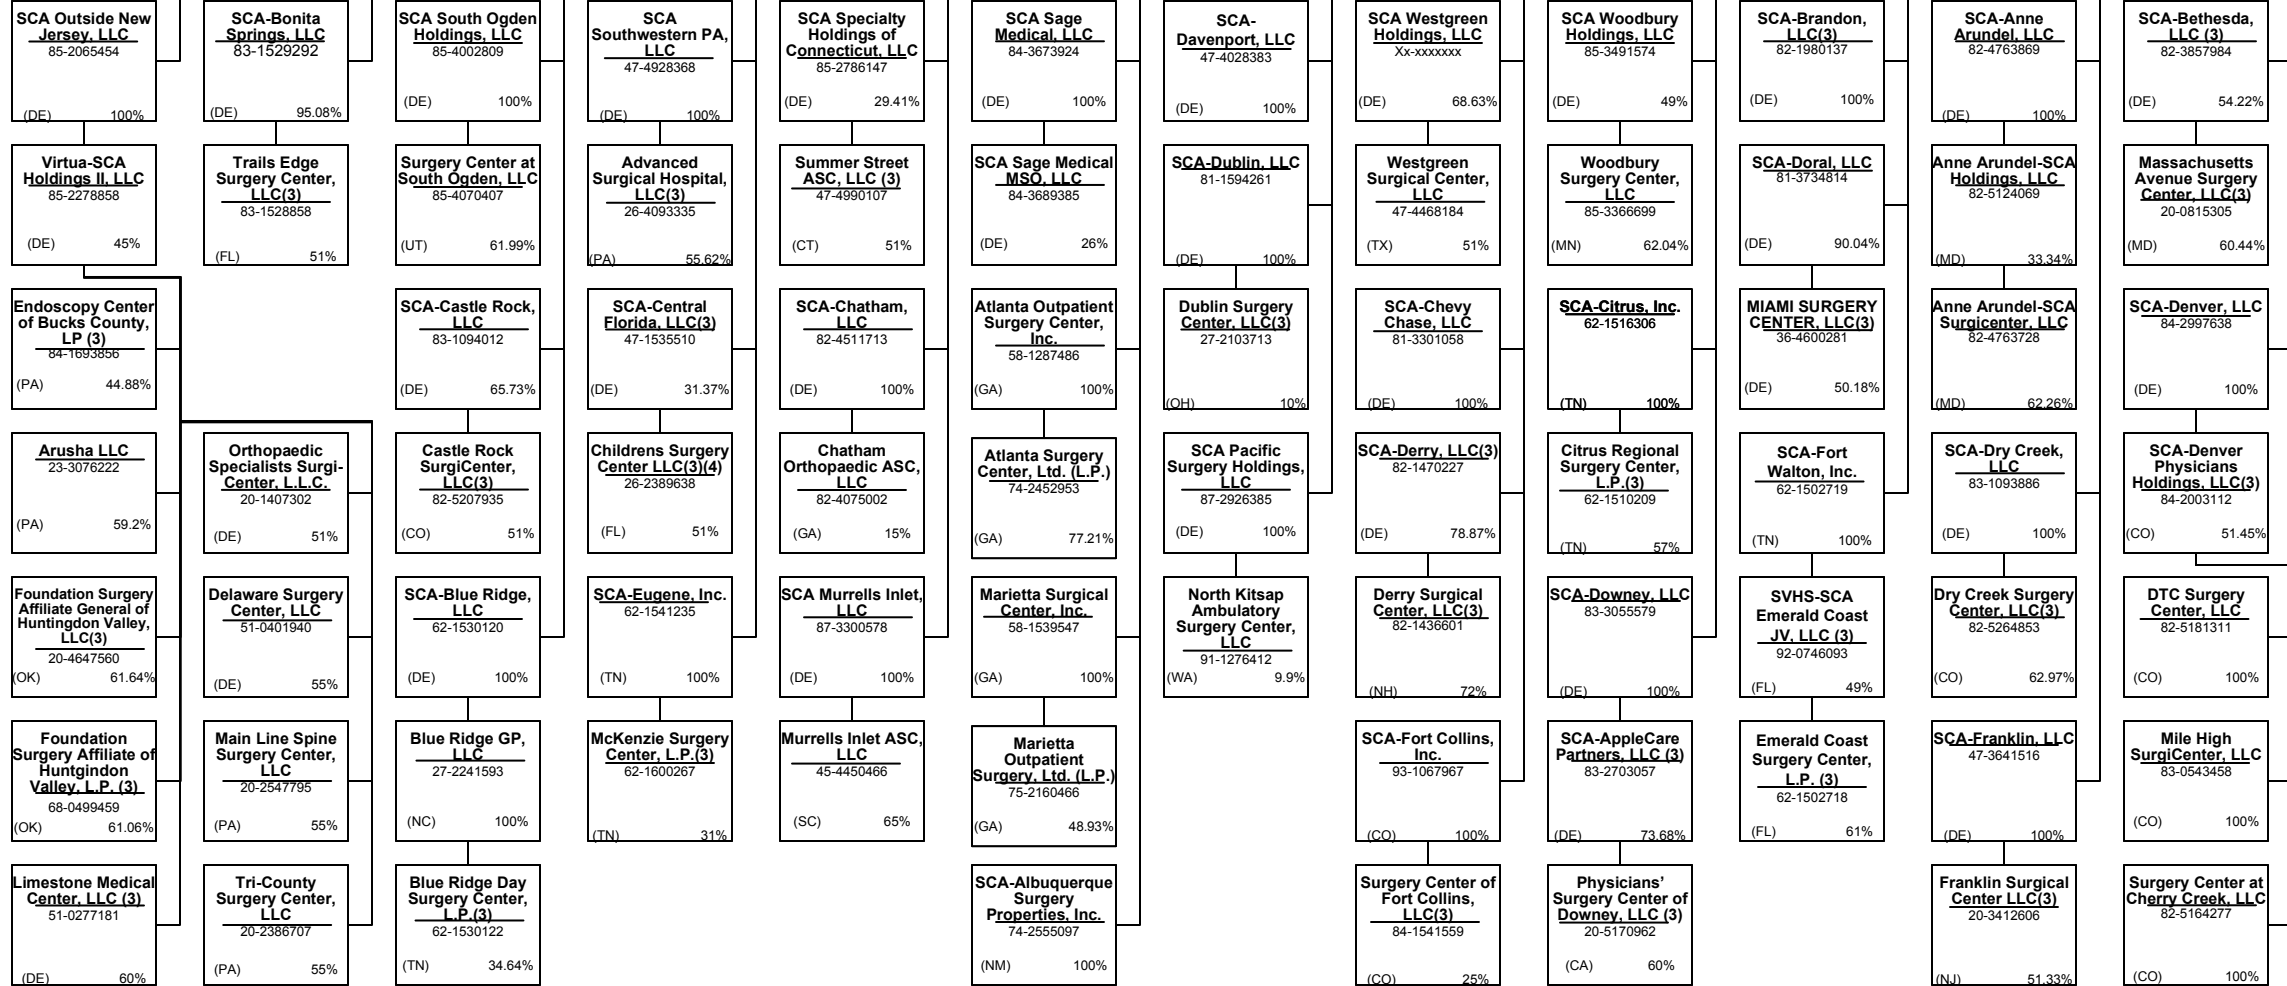 SCA Outside New
Jersey, LLC
85-2065454
(DE) 100%
Virtua-SCA
Holdings II, LLC
85-2278858
(DE) 45%
Endoscopy Center
of Bucks County,
LP (3)
84-1693856
(PA) 44.88%
Arusha LLC
23-3076222
(PA) 59.2%
Foundation Surgery
Affiliate General of
Huntingdon Valley,
LLC(3)
20-4647560
(OK) 61.64%
Foundation
Surgery Affiliate of
Huntgindon
Valley, L.P. (3)
68-0499459
(OK) 61.06%
Limestone Medical
Center, LLC (3)
51-0277181
(DE) 60%
SCA-Bonita
Springs, LLC
83-1529292
(DE) 95.08%
Trails Edge
Surgery Center,
LLC(3)
83-1528858
(FL) 51%
Orthopaedic
Specialists Surgi-
Center, L.L.C.
20-1407302
(DE) 51%
Delaware Surgery
Center, LLC
51-0401940
(DE) 55%
Main Line Spine
Surgery Center,
LLC
20-2547795
(PA) 55%
Tri-County
Surgery Center,
LLC
20-2386707
(PA) 55%
SCA South Ogden
Holdings, LLC
85-4002809
(DE) 100%
Surgery Center at
South Ogden, LLC
85-4070407
(UT) 61.99%
SCA-Castle Rock,
LLC
83-1094012
(DE) 65.73%
Castle Rock
SurgiCenter,
LLC(3)
82-5207935
(CO) 51%
SCA-Blue Ridge,
LLC
62-1530120
(DE) 100%
Blue Ridge GP,
LLC
27-2241593
(NC) 100%
Blue Ridge Day
Surgery Center,
L.P.(3)
62-1530122
(TN) 34.64%
SCA
Southwestern PA,
LLC
47-4928368
(DE) 100%
Advanced
Surgical Hospital,
LLC(3)
26-4093335
(PA) 55.62%
SCA-Central
Florida, LLC(3)
47-1535510
(DE) 31.37%
Childrens Surgery
Center LLC(3)(4)
26-2389638
(FL) 51%
SCA-Eugene, Inc.
62-1541235
(TN) 100%
McKenzie Surgery
Center, L.P.(3)
62-1600267
(TN) 31%
SCA Specialty
Holdings of
Connecticut, LLC
85-2786147
(DE) 29.41%
Summer Street
ASC, LLC (3)
47-4990107
(CT) 51%
SCA-Chatham,
LLC
82-4511713
(DE) 100%
Chatham
Orthopaedic ASC,
LLC
82-4075002
(GA) 15%
SCA Murrells Inlet,
LLC
87-3300578
(DE) 100%
Murrells Inlet ASC,
LLC
45-4450466
(SC) 65%
SCA Sage
Medical, LLC
84-3673924
(DE) 100%
SCA Sage Medical
MSO, LLC
84-3689385
(DE) 26%
Atlanta Outpatient
Surgery Center,
Inc.
58-1287486
(GA) 100%
Atlanta Surgery
Center, Ltd. (L.P.)
74-2452953
(GA) 77.21%
Marietta Surgical
Center, Inc.
58-1539547
(GA) 100%
Marietta
Outpatient
Surgery, Ltd. (L.P.)
75-2160466
(GA) 48.93%
SCA-Albuquerque
Surgery
Properties, Inc.
74-2555097
(NM) 100%
SCA-
Davenport, LLC
47-4028383
(DE) 100%
SCA-Dublin, LLC
81-1594261
(DE) 100%
Dublin Surgery
Center, LLC(3)
27-2103713
(OH) 10%
SCA Pacific
Surgery Holdings,
LLC
87-2926385
(DE) 100%
North Kitsap
Ambulatory
Surgery Center,
LLC
91-1276412
(WA) 9.9%
SCA Westgreen
Holdings, LLC
Xx-xxxxxxx
(DE) 68.63%
Westgreen
Surgical Center,
LLC
47-4468184
(TX) 51%
SCA-Chevy
Chase, LLC
81-3301058
(DE) 100%
SCA-Derry, LLC(3)
82-1470227
(DE) 78.87%
Derry Surgical
Center, LLC(3)
82-1436601
(NH) 72%
SCA-Fort Collins,
Inc.
93-1067967
(CO) 100%
Surgery Center of
Fort Collins,
LLC(3)
84-1541559
(CO) 25%
SCA Woodbury
Holdings, LLC
85-3491574
(DE) 49%
Woodbury
Surgery Center,
LLC
85-3366699
(MN) 62.04%
SCA-Citrus, Inc.
62-1516306
(TN) 100%
Citrus Regional
Surgery Center,
L.P.(3)
62-1510209
(TN) 57%
SCA-Downey, LLC
83-3055579
(DE) 100%
SCA-AppleCare
Partners, LLC (3)
83-2703057
(DE) 73.68%
Physicians’
Surgery Center of
Downey, LLC (3)
20-5170962
(CA) 60%
SCA-Brandon,
LLC(3)
82-1980137
(DE) 100%
SCA-Doral, LLC
81-3734814
(DE) 90.04%
MIAMI SURGERY
CENTER, LLC(3)
36-4600281
(DE) 50.18%
SCA-Fort
Walton, Inc.
62-1502719
(TN) 100%
SVHS-SCA
Emerald Coast
JV, LLC (3)
92-0746093
(FL) 49%
Emerald Coast
Surgery Center,
L.P. (3)
62-1502718
(FL) 61%
SCA-Anne
Arundel, LLC
82-4763869
(DE) 100%
Anne Arundel-SCA
Holdings, LLC
82-5124069
(MD) 33.34%
Anne Arundel-SCA
Surgicenter, LLC
82-4763728
(MD) 62.26%
SCA-Dry Creek,
LLC
83-1093886
(DE) 100%
Dry Creek Surgery
Center, LLC(3)
82-5264853
(CO) 62.97%
SCA-Franklin, LLC
47-3641516
(DE) 100%
Franklin Surgical
Center LLC(3)
20-3412606
(NJ) 51.33%
SCA-Bethesda,
LLC (3)
82-3857984
(DE) 54.22%
Massachusetts
Avenue Surgery
Center, LLC(3)
20-0815305
(MD) 60.44%
SCA-Denver, LLC
84-2997638
(DE) 100%
SCA-Denver
Physicians
Holdings, LLC(3)
84-2003112
(CO) 51.45%
DTC Surgery
Center, LLC
82-5181311
(CO) 100%
Mile High
SurgiCenter, LLC
83-0543458
(CO) 100%
Surgery Center at
Cherry Creek, LLC
82-5164277
(CO) 100%